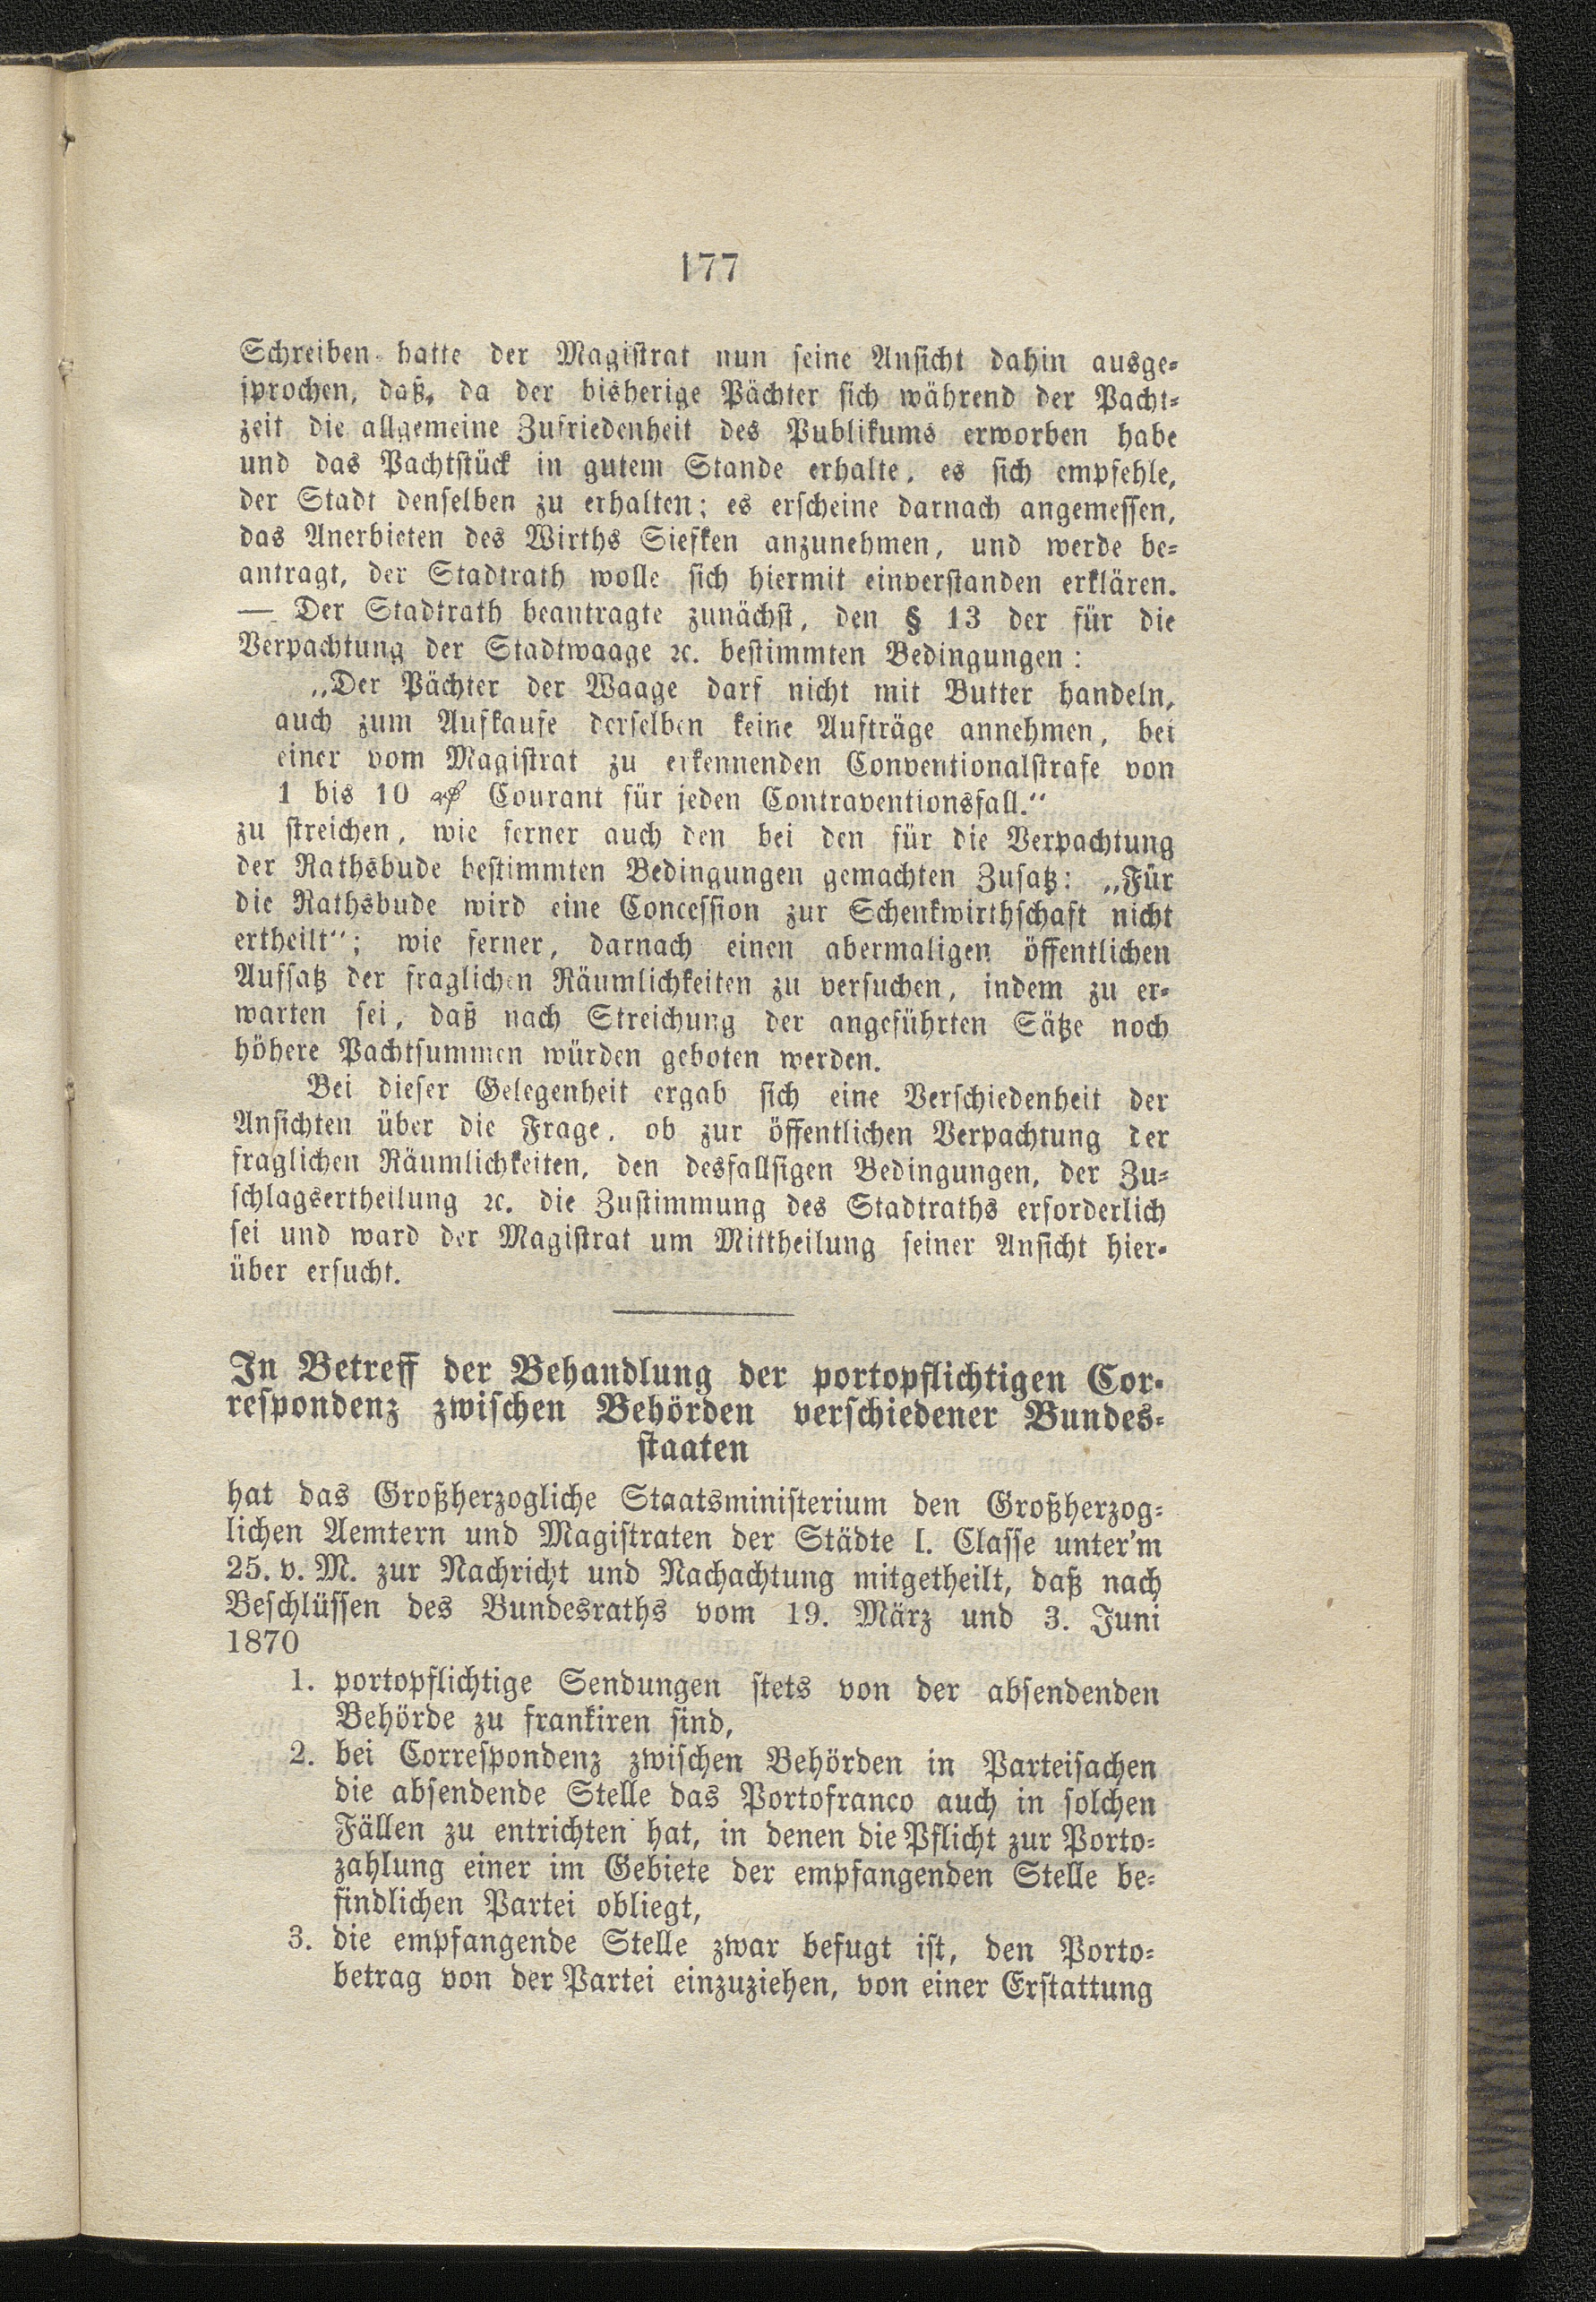 177
Schreiben hatte der Magistrat nun seine Ansicht dahin ausge-
sprochen, daß, da der bisherige Pächter sich während der Pacht-
zeit die allgemeine Zufriedenheit des Publikums erworben habe
und das Pachtstück in gutem Stande erhalte, es sich empfehle,
der Stadt denselben zu erhalten; es erscheine darnach angemessen,
das Anerbieten des Wirths Siefken anzunehmen, und werde be-
antragt, der Stadtrath wolle sich hiermit einverstanden erklären.
— Der Stadtrath beantragte zunächst, den § 13 der für die
Verpachtung der Stadtwaage ꝛc. bestimmten Bedingungen:
„Der Pächter der Waage darf nicht mit Butter handeln,
auch zum Aufkaufe derselben keine Aufträge annehmen, bei
einer vom Magistrat zu erkennenden Conventionalstrafe von
1 bis 10 ₰ Courant für jeden Contraventionsfall.“
zu streichen, wie ferner auch den bei den für die Verpachtung
der Rathsbude bestimmten Bedingungen gemachten Zusatz: „Für
die Rathsbude wird eine Concession zur Schenkwirthschaft nicht
ertheilt“; wie ferner, darnach einen abermaligen öffentlichen
Aufsatz der fraglichen Räumlichkeiten zu versuchen, indem zu er-
warten sei, daß nach Streichung der angeführten Sätze noch
höhere Pachtsummen würden geboten werden.
Bei dieser Gelegenheit ergab sich eine Verschiedenheit der
Ansichten über die Frage, ob zur öffentlichen Verpachtung der
fraglichen Räumlichkeiten, den desfallsigen Bedingungen, der Zu-
schlagsertheilung ꝛc. die Zustimmung des Stadtraths erforderlich
sei und ward der Magistrat um Mittheilung seiner Ansicht hier-
über ersucht.
In Betreff der Behandlung der portopflichtigen Cor-
respondenz zwischen Behörden verschiedener Bundes-
staaten
hat das Großherzogliche Staatsministerium den Großherzog-
lichen Aemtern und Magistraten der Städte I. Classe unter'm
25. v. M. zur Nachricht und Nachachtung mitgetheilt, daß nach
Beschlüssen des Bundesraths vom 19. März und 3. Juni
1870
1. portopflichtige Sendungen stets von der absendenden
Behörde zu frankiren sind,
2. bei Correspondenz zwischen Behörden in Parteisachen
die absendende Stelle das Portofranco auch in solchen
Fällen zu entrichten hat, in denen die Pflicht zur Porto-
zahlung einer im Gebiete der empfangenden Stelle be-
findlichen Partei obliegt,
3. die empfangende Stelle zwar befugt ist, den Porto-
betrag von der Partei einzuziehen, von einer Erstattung